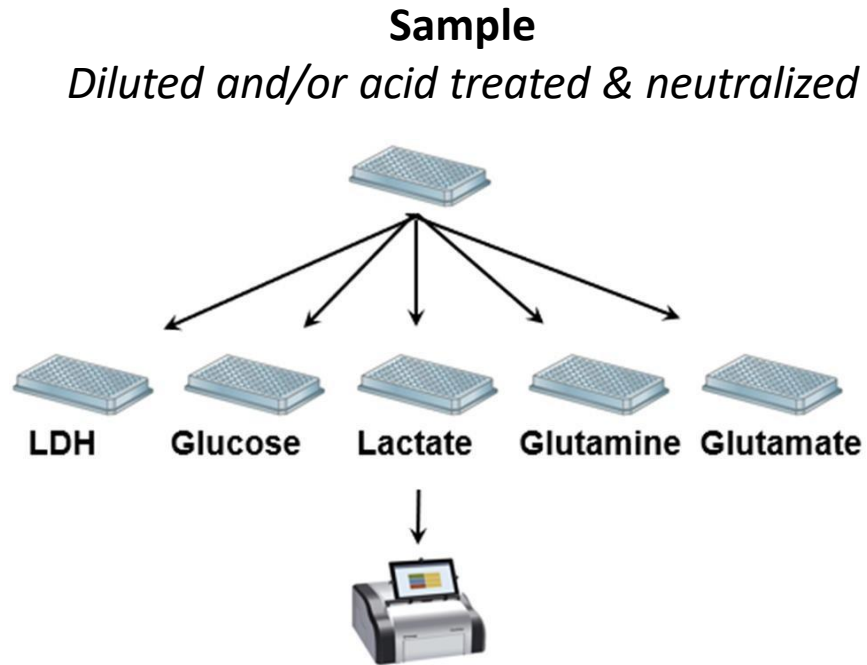 Sample
Diluted and/or acid treated & neutralized
LDH Glucose Lactate Glutamine Glutamate